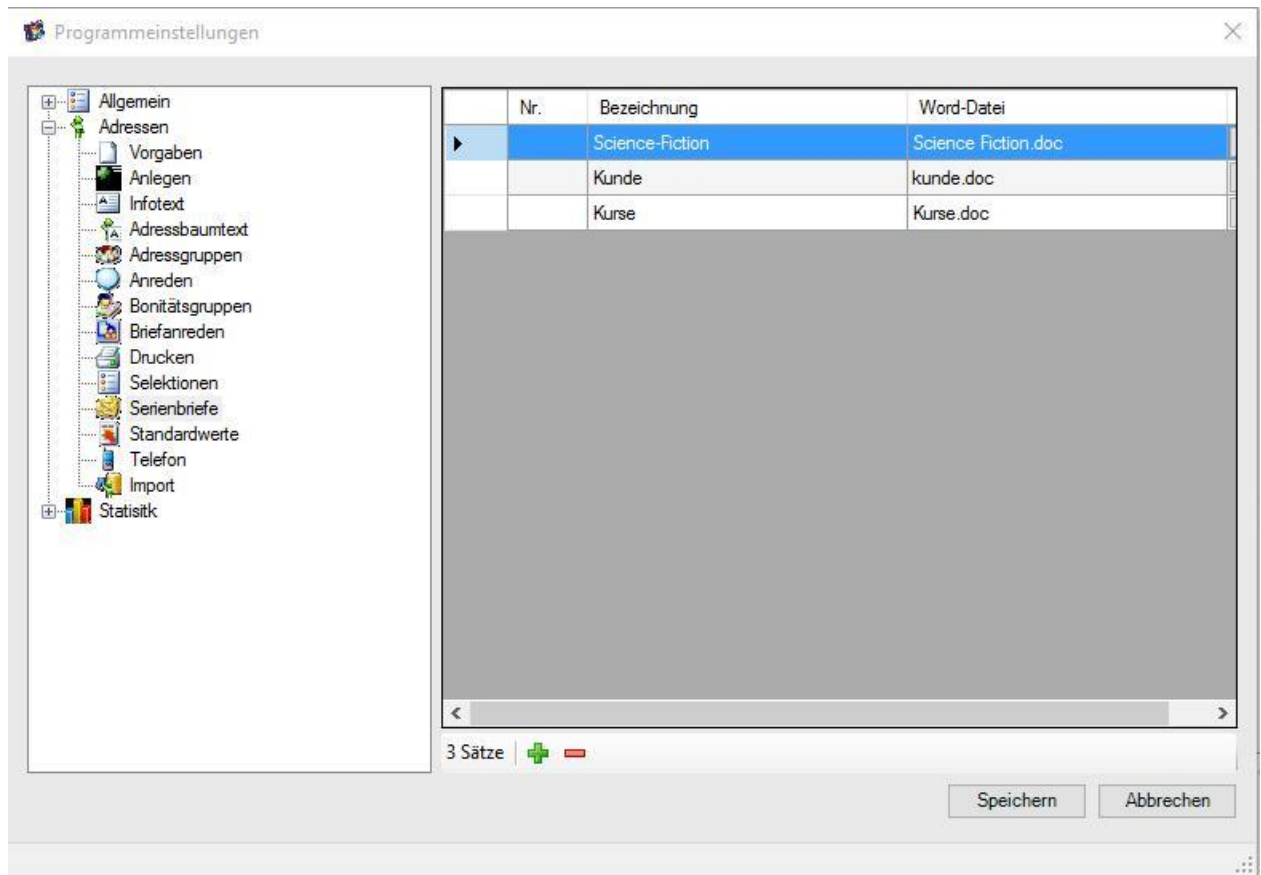 Programmeinstellungen
Allgemein
Adressen
Vorgaben
Anlegen
Infotext
Adressbaumtext
Adressgruppen
Anreden
Bonitätsgruppen
Briefanreden
Drucken
Selektionen
Serienbriefe
Standardwerte
Telefon
Import
Statisitk
Nr. Bezeichnung Word-Datei
Science-Fiction Science Fiction.doc
Kunde kunde.doc
Kurse Kurse.doc
3 Sätze
Speichern Abbrechen